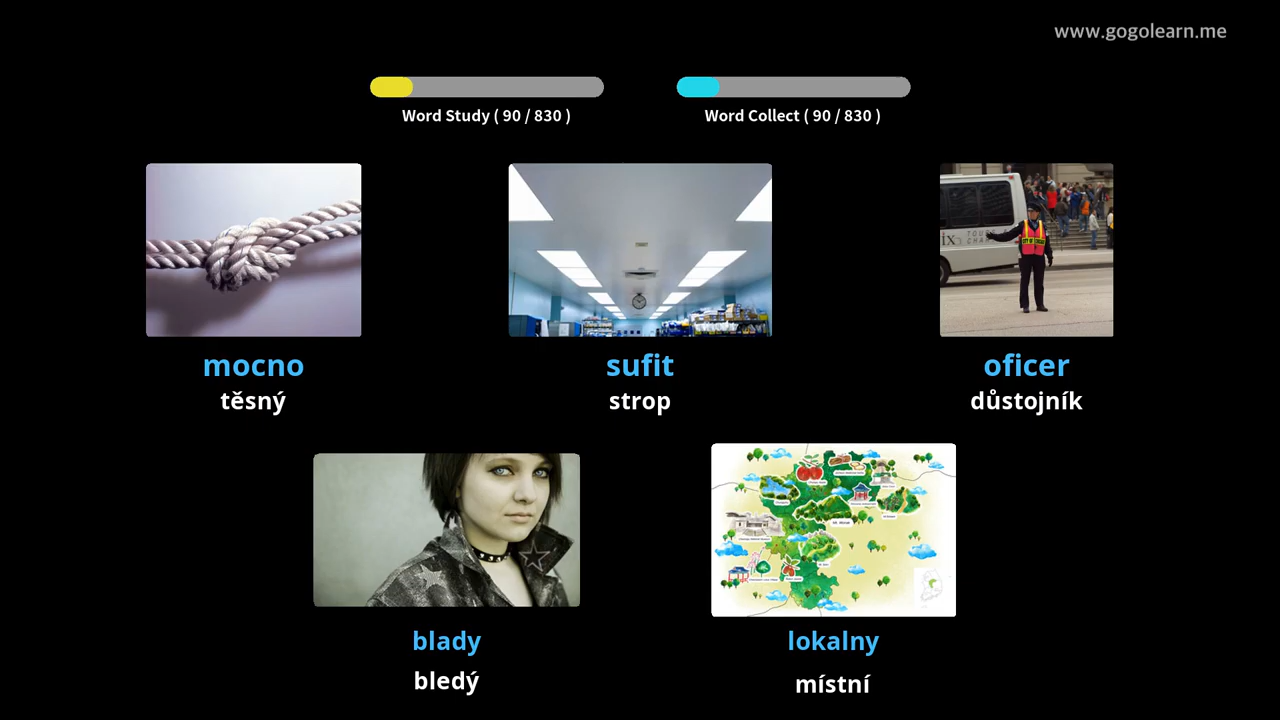 www.gogolearn.me
Word Study ( 90 / 830 )
Word Collect ( 90 / 830 )
mocno
těsný
sufit
strop
oficer
důstojník
blady
bledý
lokalny
místní